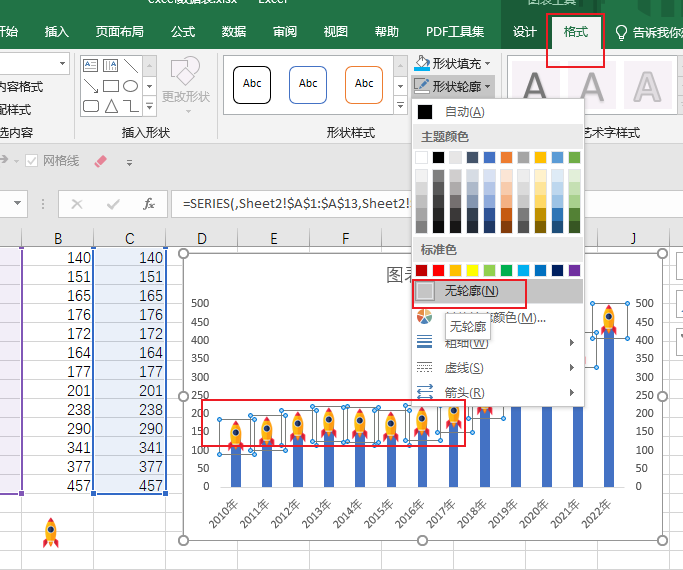 excel数据表.xlsx - Excel
图表工具
插入 页面布局 公式 数据 审阅 视图 帮助 PDF工具集 设计 格式 告诉我
内容格式
配样式
选内容
更改形状
插入形状
Abc Abc Abc
形状样式
形状填充
形状轮廓
艺术字样式
自动(A)
主题颜色
标准色
无轮廓(N)
颜色(M)...
无轮廓
粗细(W)
虚线(S)
箭头(R)
网格线
fx =SERIES(,Sheet2!$A$1:$A$13,Sheet2!
B C D E F J
140 140
151 151
165 165
176 176
172 172
164 164
177 177
201 201
238 238
290 290
341 341
377 377
457 457
图表
500 500
450 450
400 400
350 350
300 300
250 250
200 200
150 150
100 100
50 50
0 0
2010年 2011年 2012年 2013年 2014年 2015年 2016年 2017年 2018年 2019年 2020年 2021年 2022年